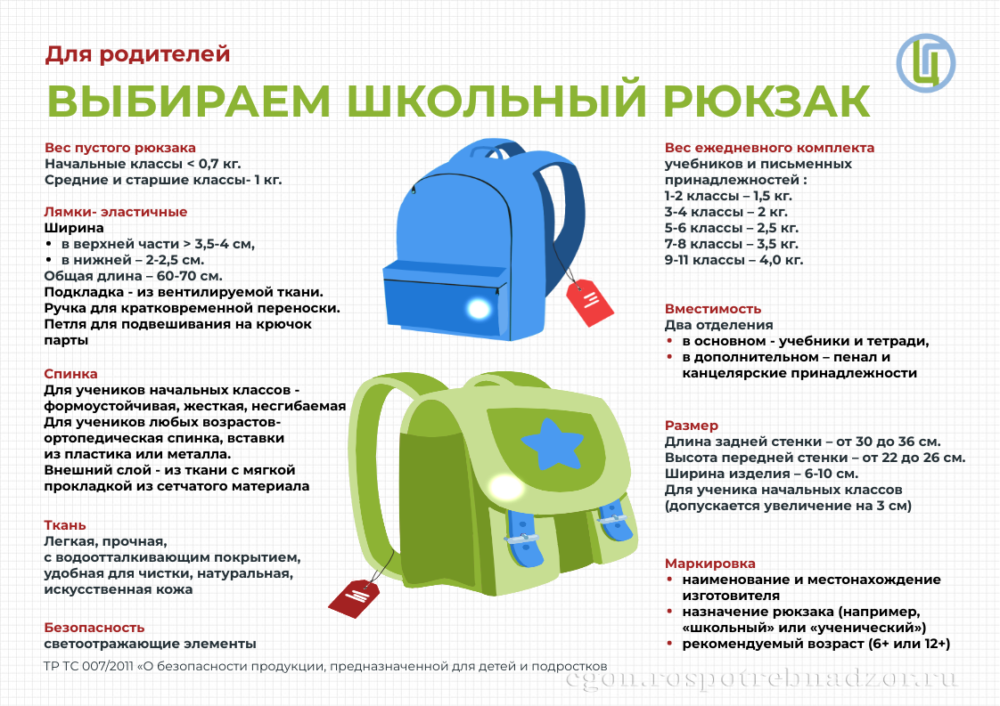 Для родителей
ВЫБИРАЕМ ШКОЛЬНЫЙ РЮКЗАК
Вес пустого рюкзака
Начальные классы < 0,7 кг.
Средние и старшие классы- 1 кг.
Лямки- эластичные
Ширина
• в верхней части > 3,5-4 см,
• в нижней – 2-2,5 см.
Общая длина – 60-70 см.
Подкладка - из вентилируемой ткани.
Ручка для кратковременной переноски.
Петля для подвешивания на крючок
парты
Спинка
Для учеников начальных классов -
формоустойчивая, жесткая, несгибаемая
Для учеников любых возрастов-
ортопедическая спинка, вставки
из пластика или металла.
Внешний слой - из ткани с мягкой
прокладкой из сетчатого материала
Ткань
Легкая, прочная,
с водоотталкивающим покрытием,
удобная для чистки, натуральная,
искусственная кожа
Безопасность
светоотражающие элементы
Вес ежедневного комплекта
учебников и письменных
принадлежностей :
1-2 классы – 1,5 кг.
3-4 классы – 2 кг.
5-6 классы – 2,5 кг.
7-8 классы – 3,5 кг.
9-11 классы – 4,0 кг.
Вместимость
Два отделения
• в основном - учебники и тетради,
• в дополнительном – пенал и
канцелярские принадлежности
Размер
Длина задней стенки – от 30 до 36 см.
Высота передней стенки – от 22 до 26 см.
Ширина изделия – 6-10 см.
Для ученика начальных классов
(допускается увеличение на 3 см)
Маркировка
• наименование и местонахождение
изготовителя
• назначение рюкзака (например,
«школьный» или «ученический»)
• рекомендуемый возраст (6+ или 12+)
ТР ТС 007/2011 «О безопасности продукции, предназначенной для детей и подростков
cgon.rospotrebnadzor.ru